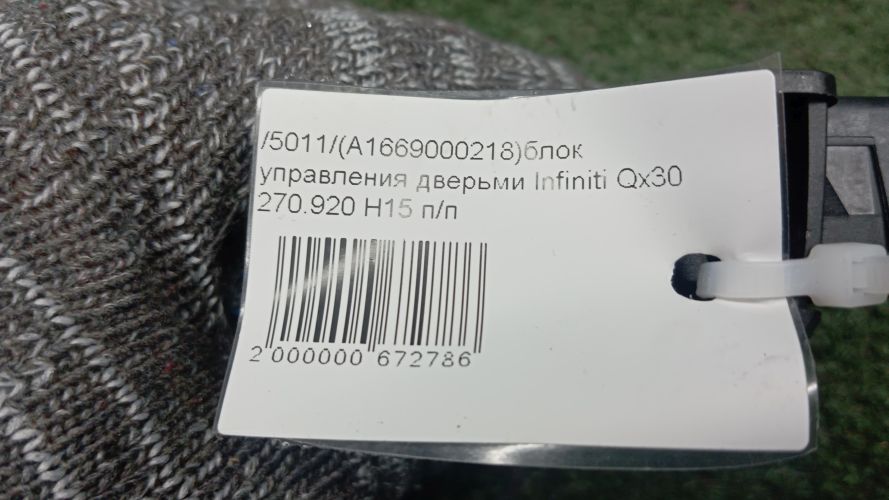 /5011/(A1669000218)блок
управления дверьми Infiniti Qx30
270.920 H15 п/п
2 000000 672786